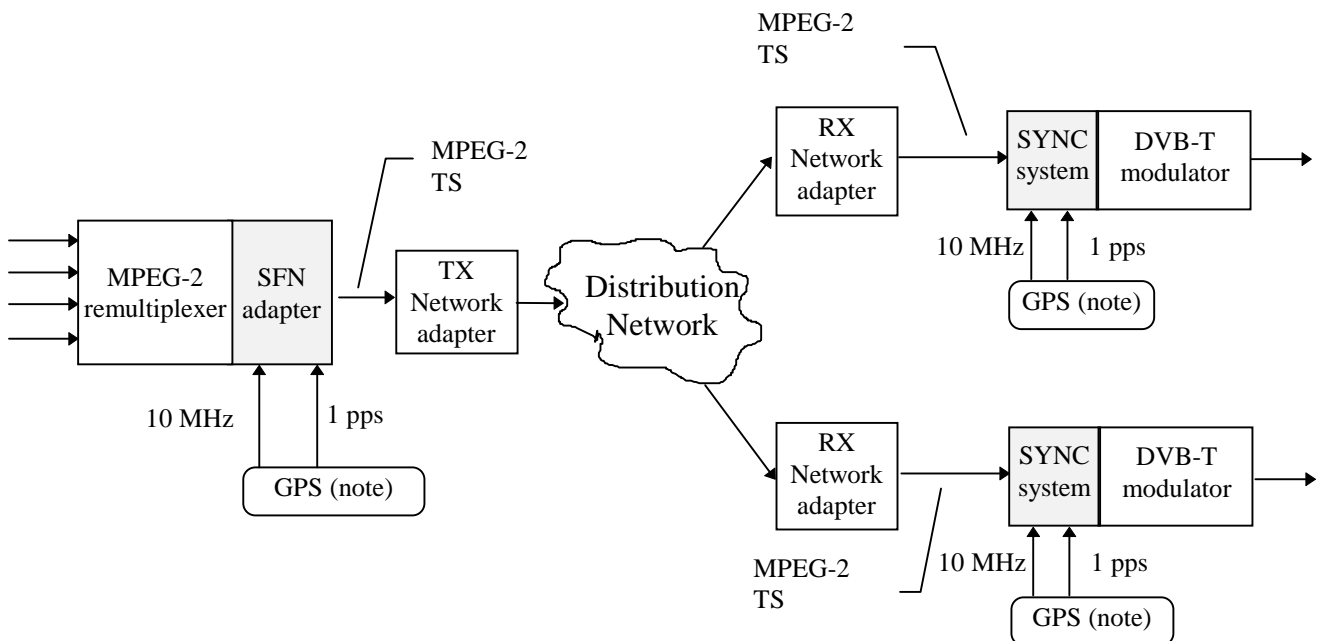 MPEG-2
remultiplexer
SFN
adapter
10 MHz
1 pps
GPS (note)
MPEG-2
TS
TX
Network
adapter
Distribution
Network
MPEG-2
TS
RX
Network
adapter
SYNC
system
DVB-T
modulator
10 MHz
1 pps
GPS (note)
RX
Network
adapter
MPEG-2
TS
SYNC
system
DVB-T
modulator
10 MHz
1 pps
GPS (note)